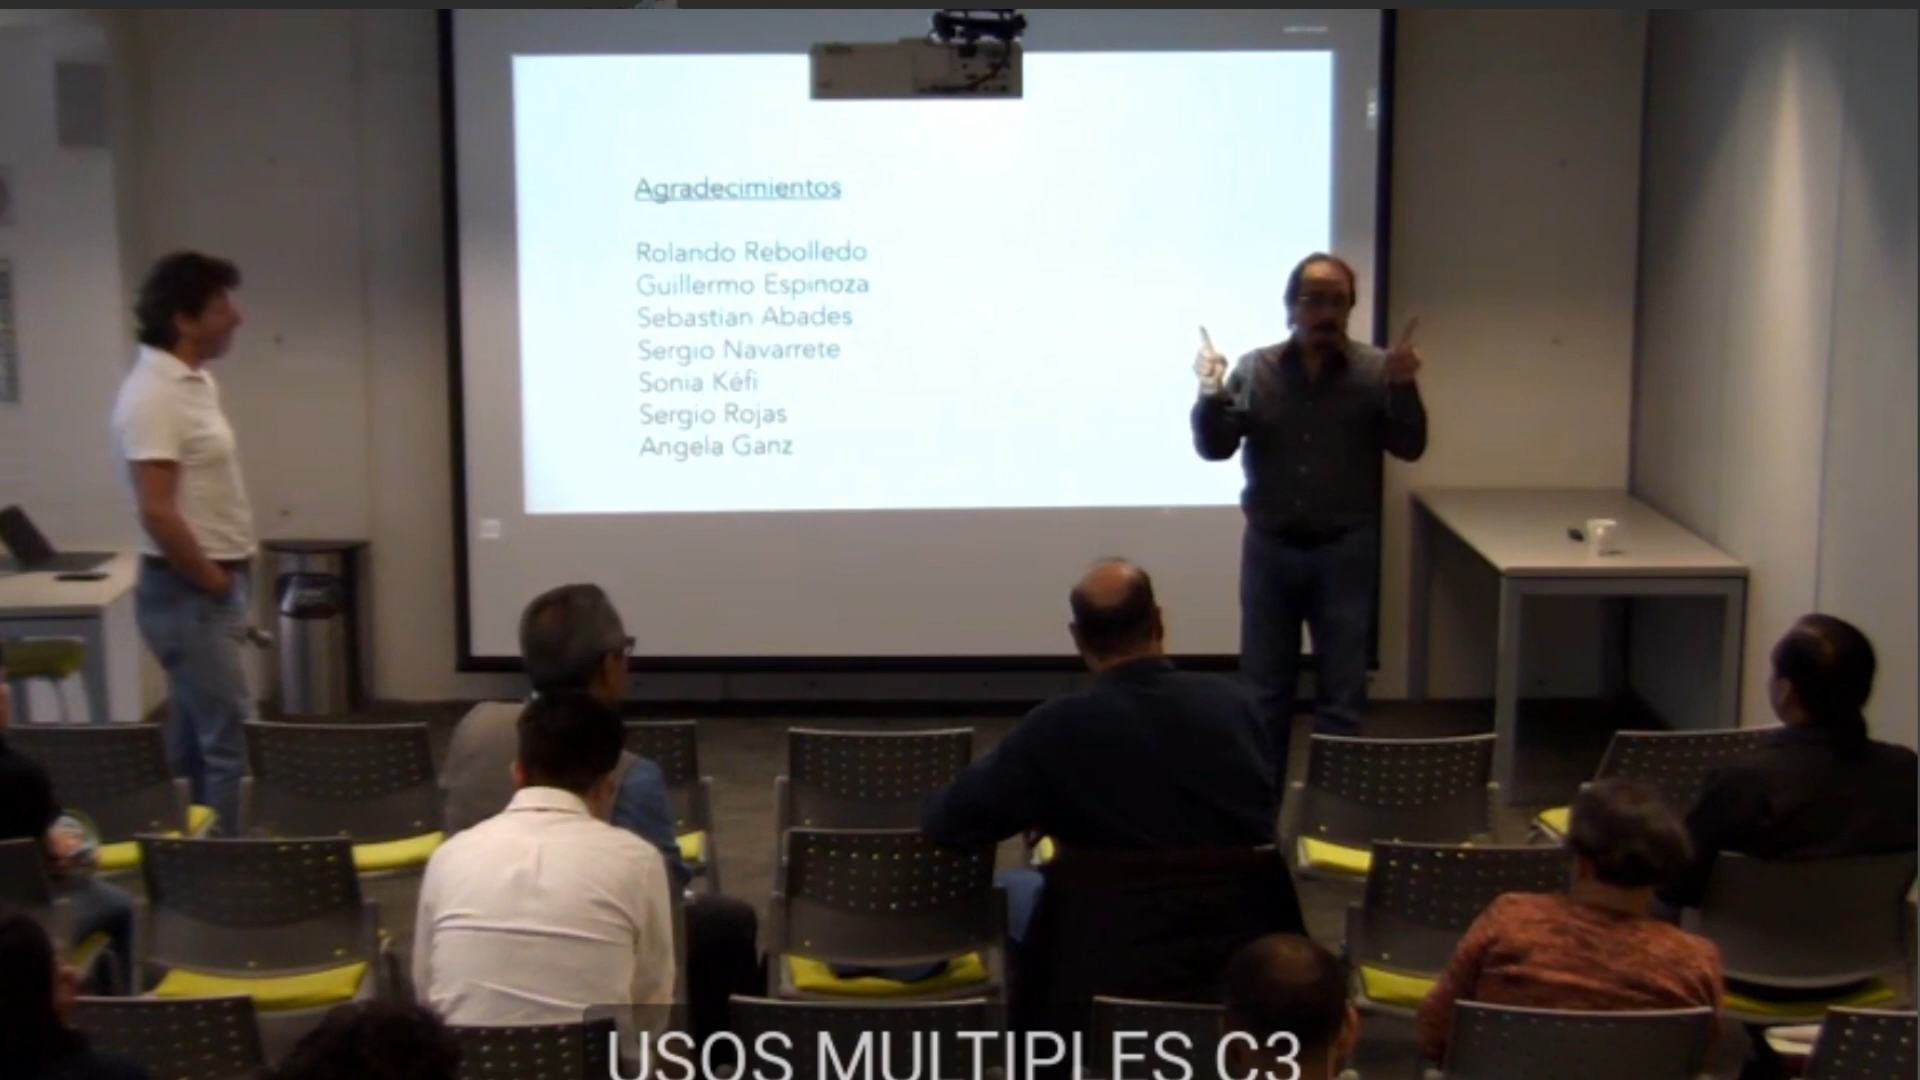 Agradecimientos
Rolando Rebolledo
Guillermo Espinoza
Sebastian Abades
Sergio Navarrete
Sonia Kéfi
Sergio Rojas
Angela Ganz
USOS MULTIPLES C3